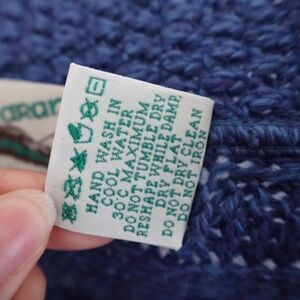 HAND WASH IN
COOL WATER
30°C MAXIMUM
DO NOT TUMBLE DRY
RESHAPE WHILE DAMP
DRY FLAT
DO NOT DRY CLEAN
DO NOT IRON